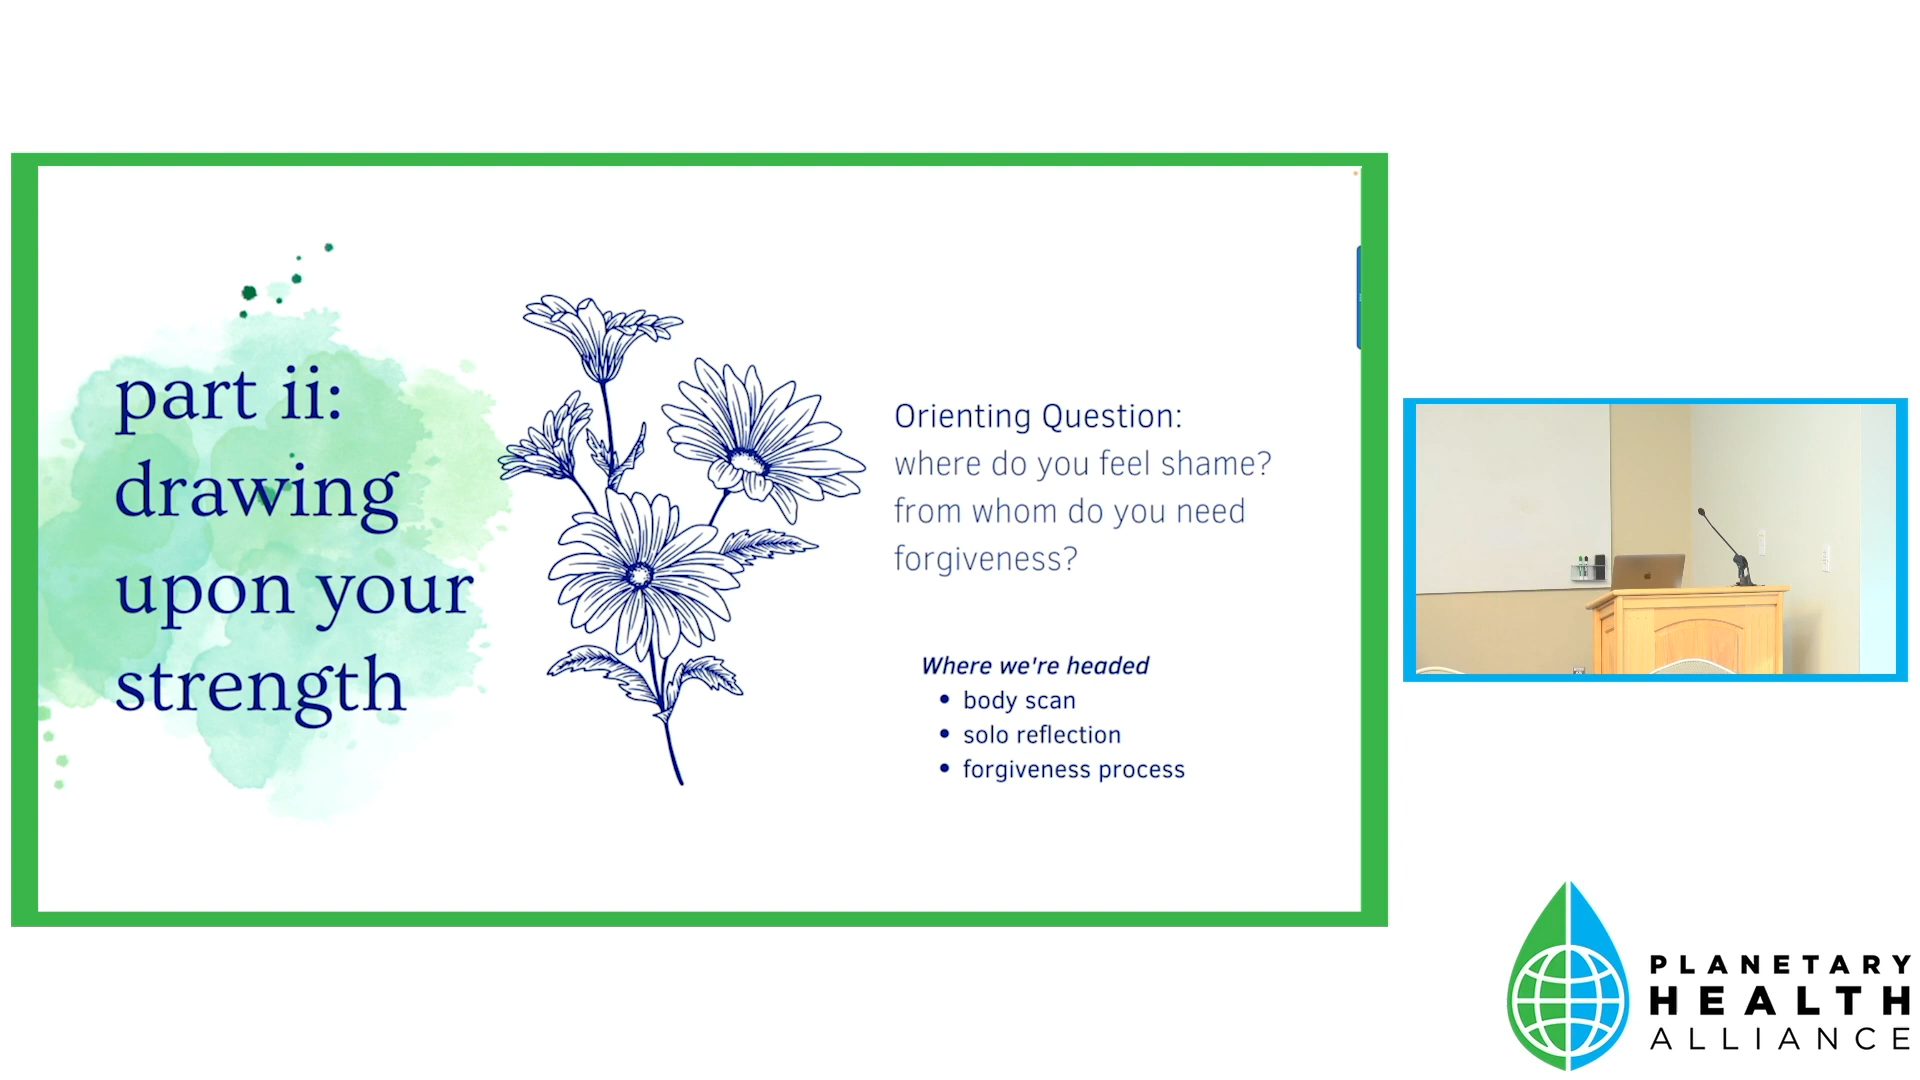 part ii:
drawing
upon your
strength
Orienting Question:
where do you feel shame?
from whom do you need
forgiveness?
Where we're headed
• body scan
• solo reflection
• forgiveness process
PLANETARY
HEALTH
ALLIANCE